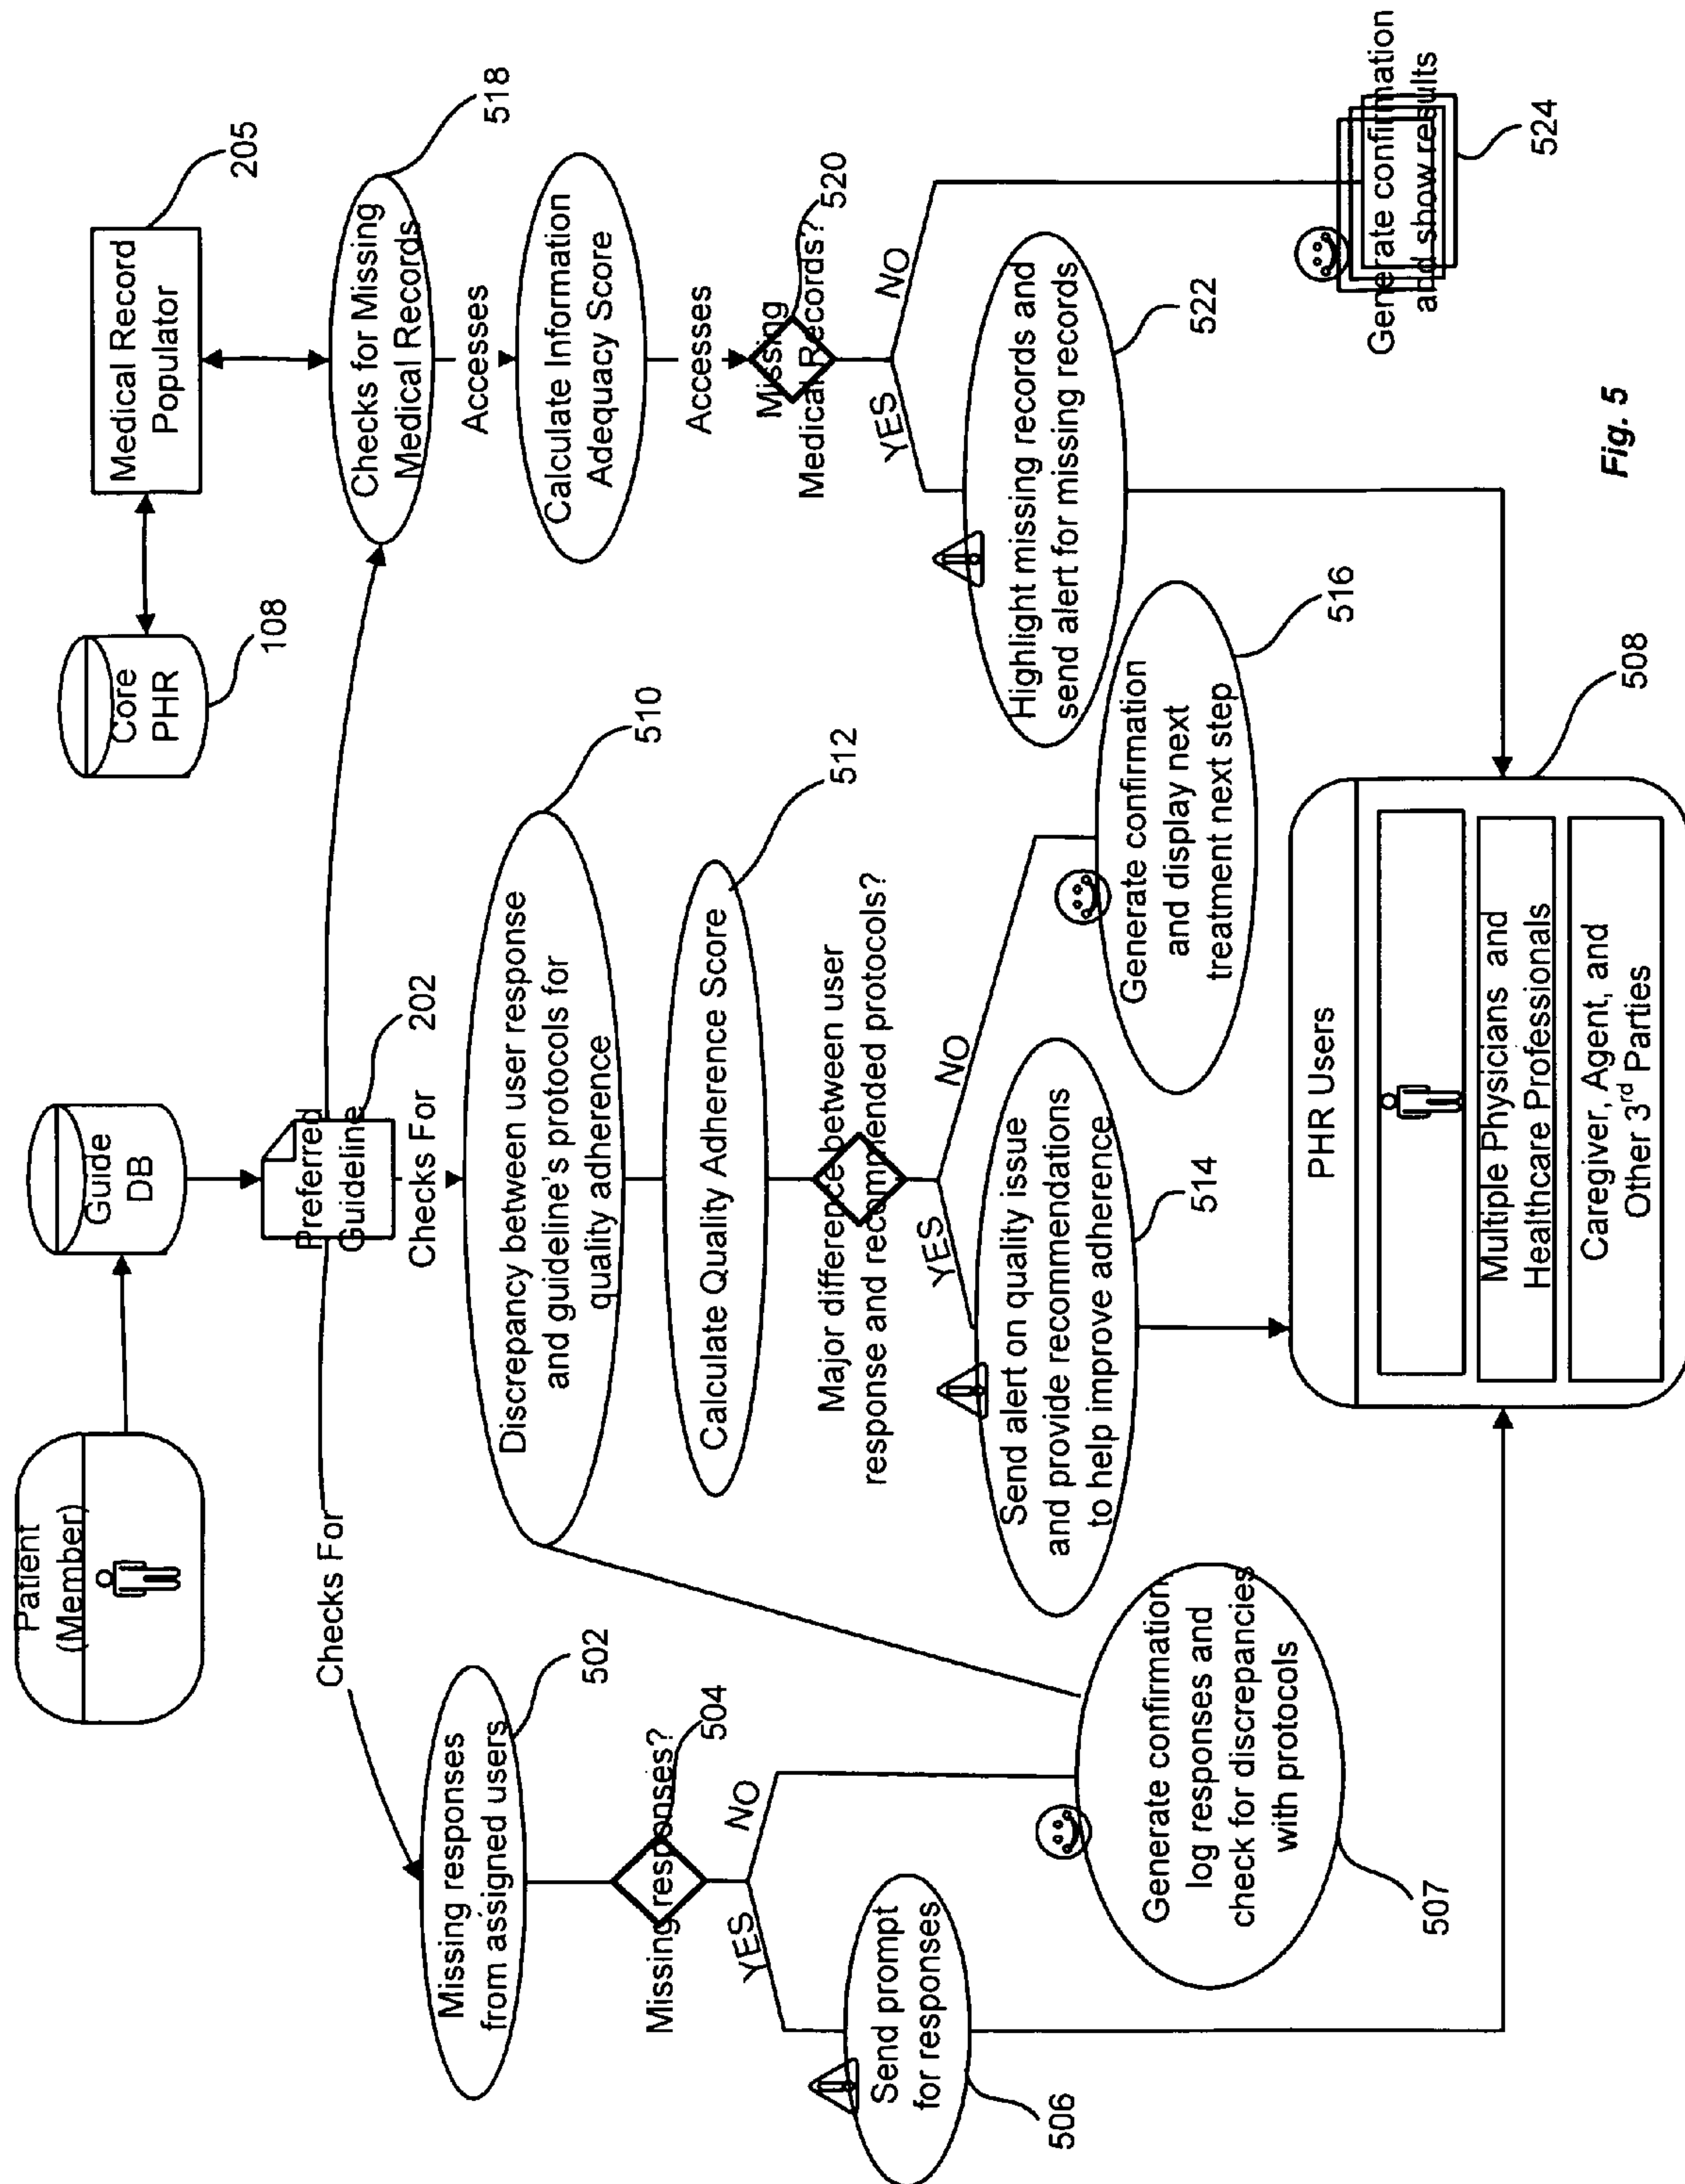 Patient
(Member)
Guide
DB
Core
PHR
108
Medical Record
Populator
205
Preferred
Guideline
202
Checks For
Checks For
Missing responses
from assigned users
502
Missing responses?
504
YES
NO
Send prompt
for responses
506
Generate confirmation
log responses and
check for discrepancies
with protocols
507
Discrepancy between user response
and guideline's protocols for
quality adherence
510
Calculate Quality Adherence Score
512
Major difference between user
response and recommended protocols?
YES
NO
Send alert on quality issue
and provide recommendations
to help improve adherence
514
Generate confirmation
and display next
treatment next step
516
Checks for Missing
Medical Records
518
Accesses
Calculate Information
Adequacy Score
Accesses
Missing
Medical Records?
520
YES
NO
Highlight missing records and
send alert for missing records
522
Generate confirmation
and show results
524
PHR Users
508
Multiple Physicians and
Healthcare Professionals
Caregiver, Agent, and
Other 3rd Parties
Fig. 5